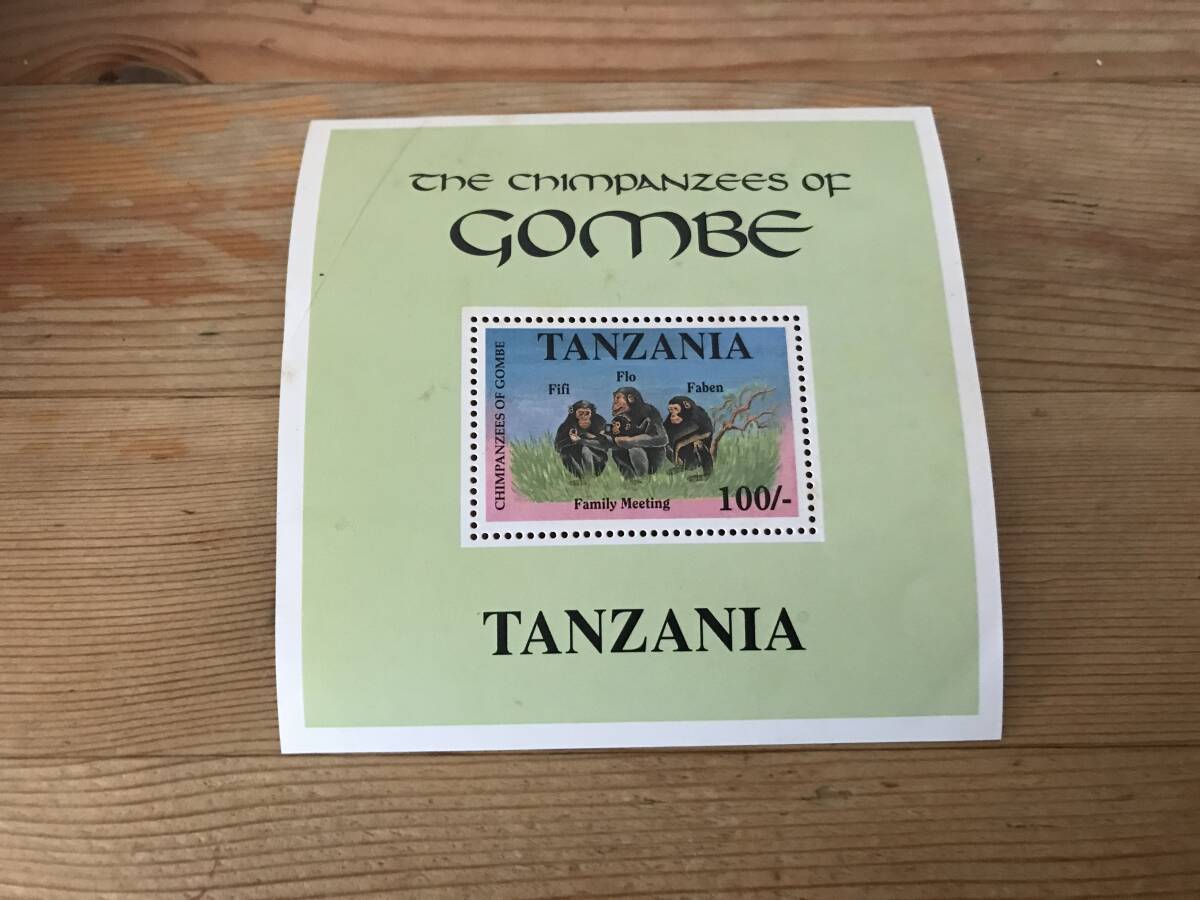 THE CHIMPANZEES OF
GOMBE
TANZANIA
CHIMPANZEES OF GOMBE
Fifi
Flo
Faben
Family Meeting
100/-
TANZANIA